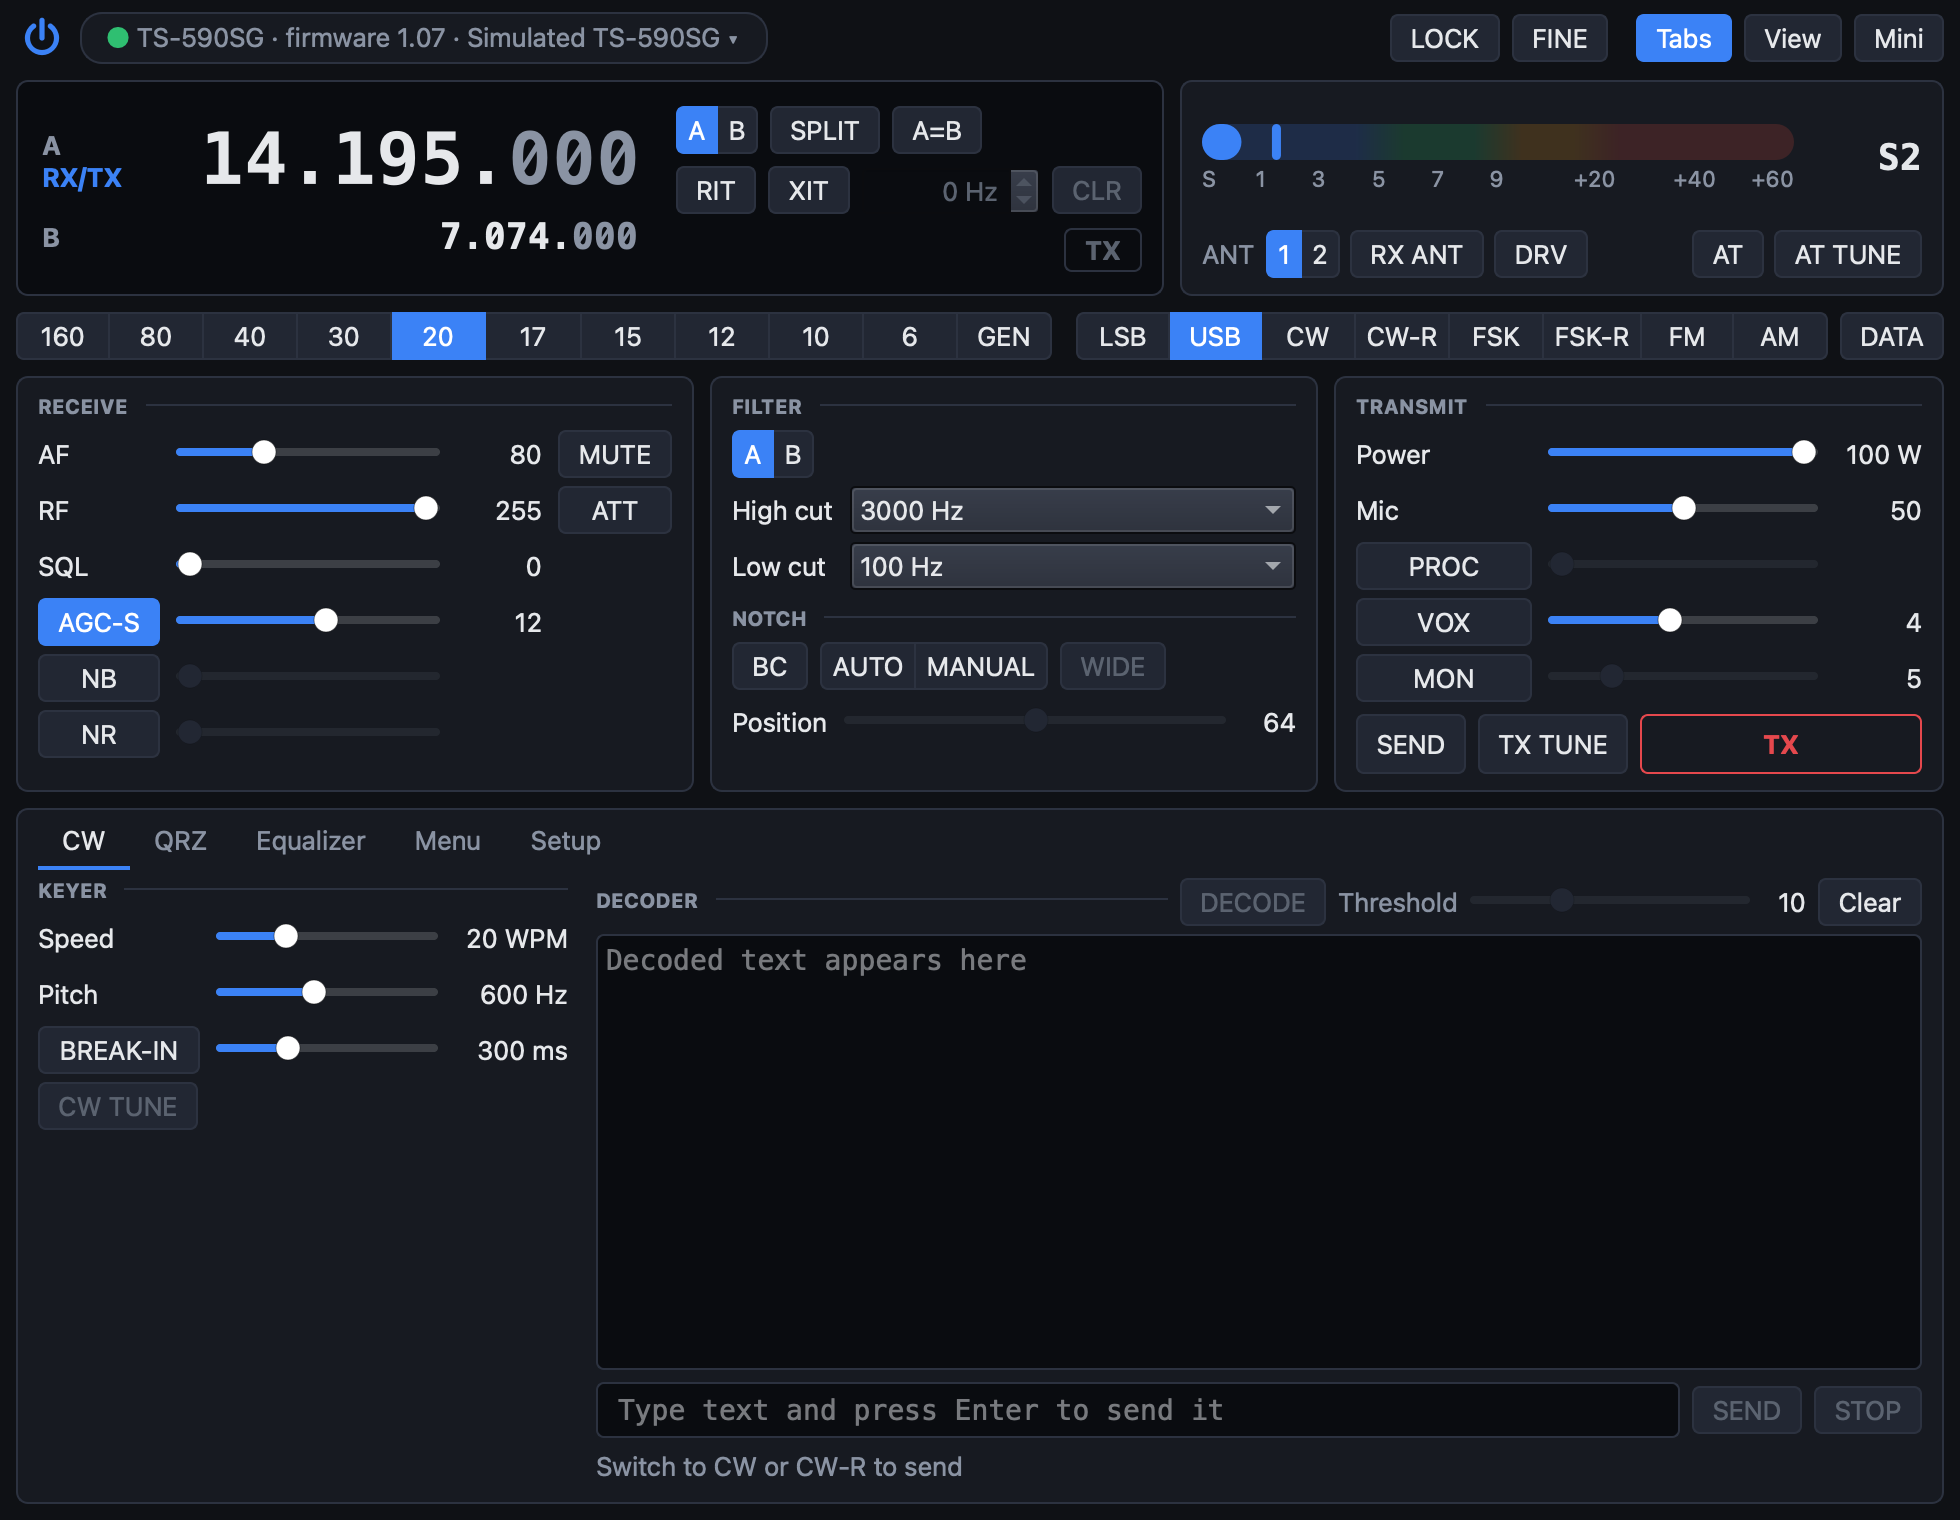 TS-590SG · firmware 1.07 · Simulated TS-590SG ▾
LOCK FINE Tabs View Mini
A
RX/TX
14.195.000
B
7.074.000
A B SPLIT A=B
RIT XIT 0 Hz CLR
TX
S 1 3 5 7 9 +20 +40 +60
S2
ANT 1 2 RX ANT DRV AT AT TUNE
160 80 40 30 20 17 15 12 10 6 GEN
LSB USB CW CW-R FSK FSK-R FM AM DATA
RECEIVE
AF 80 MUTE
RF 255 ATT
SQL 0
AGC-S 12
NB
NR
FILTER
A B
High cut 3000 Hz
Low cut 100 Hz
NOTCH
BC AUTO MANUAL WIDE
Position 64
TRANSMIT
Power 100 W
Mic 50
PROC
VOX 4
MON 5
SEND TX TUNE TX
CW QRZ Equalizer Menu Setup
KEYER
Speed 20 WPM
Pitch 600 Hz
BREAK-IN 300 ms
CW TUNE
DECODER DECODE Threshold 10 Clear
Decoded text appears here
Type text and press Enter to send it SEND STOP
Switch to CW or CW-R to send